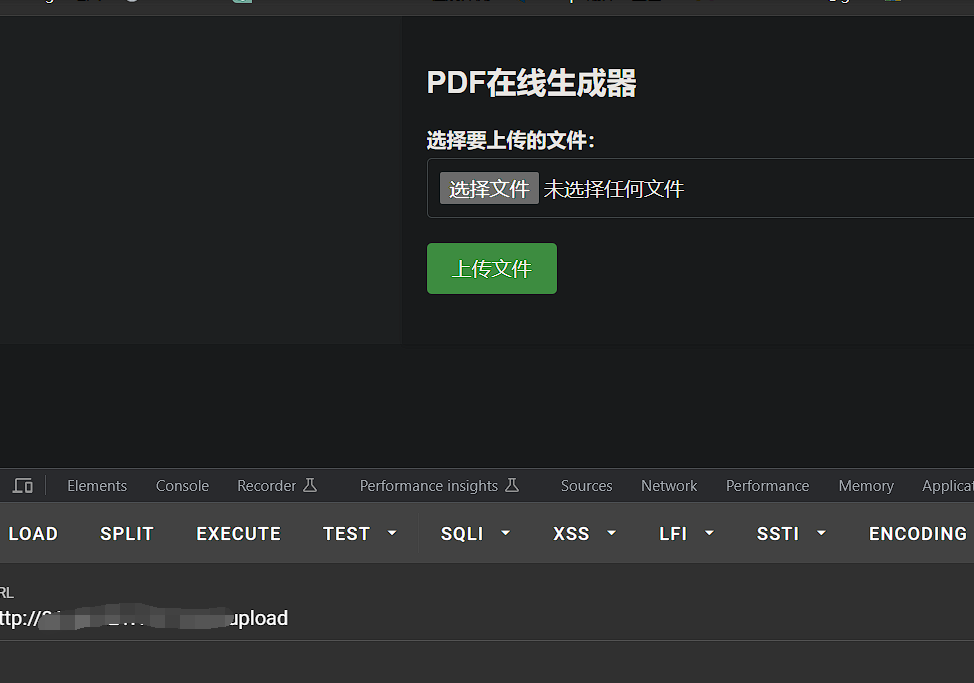 PDF在线生成器
选择要上传的文件：
选择文件 未选择任何文件
上传文件
Elements Console Recorder Performance insights Sources Network Performance Memory Applicat
LOAD SPLIT EXECUTE TEST SQLI XSS LFI SSTI ENCODING
RL
ttp:// upload